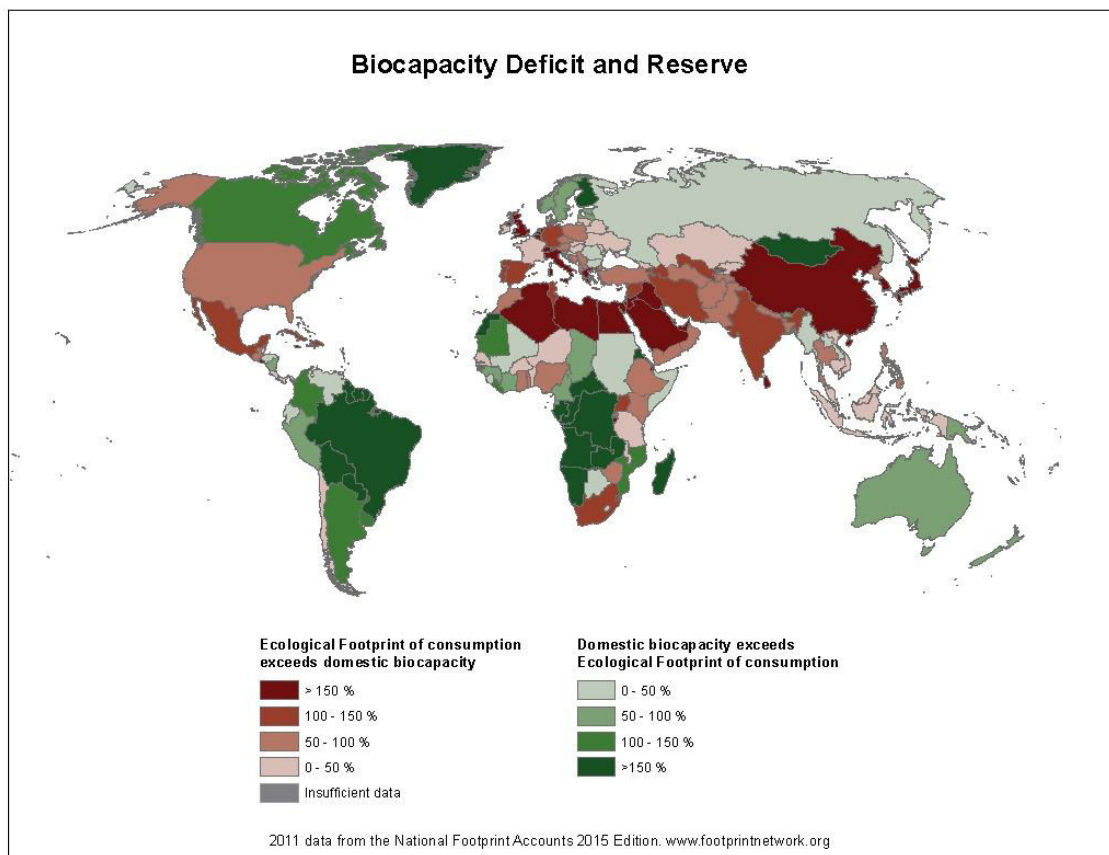 Biocapacity Deficit and Reserve
Ecological Footprint of consumption
exceeds domestic biocapacity
> 150 %
100 - 150 %
50 - 100 %
0 - 50 %
Insufficient data
Domestic biocapacity exceeds
Ecological Footprint of consumption
0 - 50 %
50 - 100 %
100 - 150 %
>150 %
2011 data from the National Footprint Accounts 2015 Edition. www.footprintnetwork.org